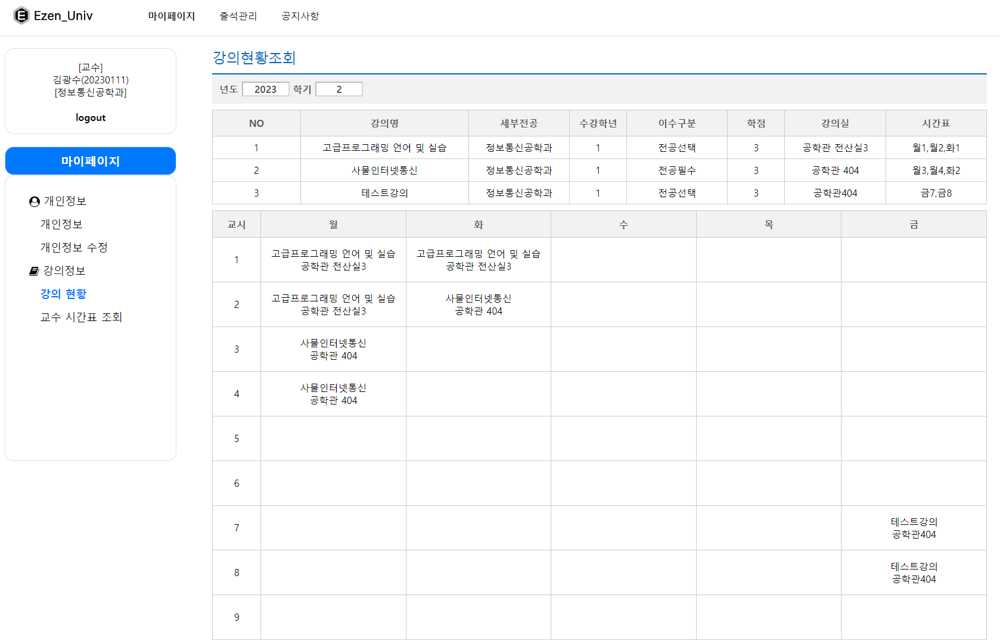 Ezen_Univ 마이페이지 출석관리 공지사항
[교수]
김광수(20230111)
[정보통신공학과]
logout
마이페이지
개인정보
개인정보
개인정보 수정
강의정보
강의 현황
교수 시간표 조회
강의현황조회
년도 2023 학기 2
NO 강의명 세부전공 수강학년 이수구분 학점 강의실 시간표
1 고급프로그래밍 언어 및 실습 정보통신공학과 1 전공선택 3 공학관 전산실3 월1,월2,화1
2 사물인터넷통신 정보통신공학과 1 전공필수 3 공학관 404 월3,월4,화2
3 테스트강의 정보통신공학과 1 전공선택 3 공학관404 금7,금8
교시 월 화 수 목 금
1 고급프로그래밍 언어 및 실습 고급프로그래밍 언어 및 실습
공학관 전산실3 공학관 전산실3
2 고급프로그래밍 언어 및 실습 사물인터넷통신
공학관 전산실3 공학관 404
3 사물인터넷통신
공학관 404
4 사물인터넷통신
공학관 404
5
6
7 테스트강의
공학관404
8 테스트강의
공학관404
9